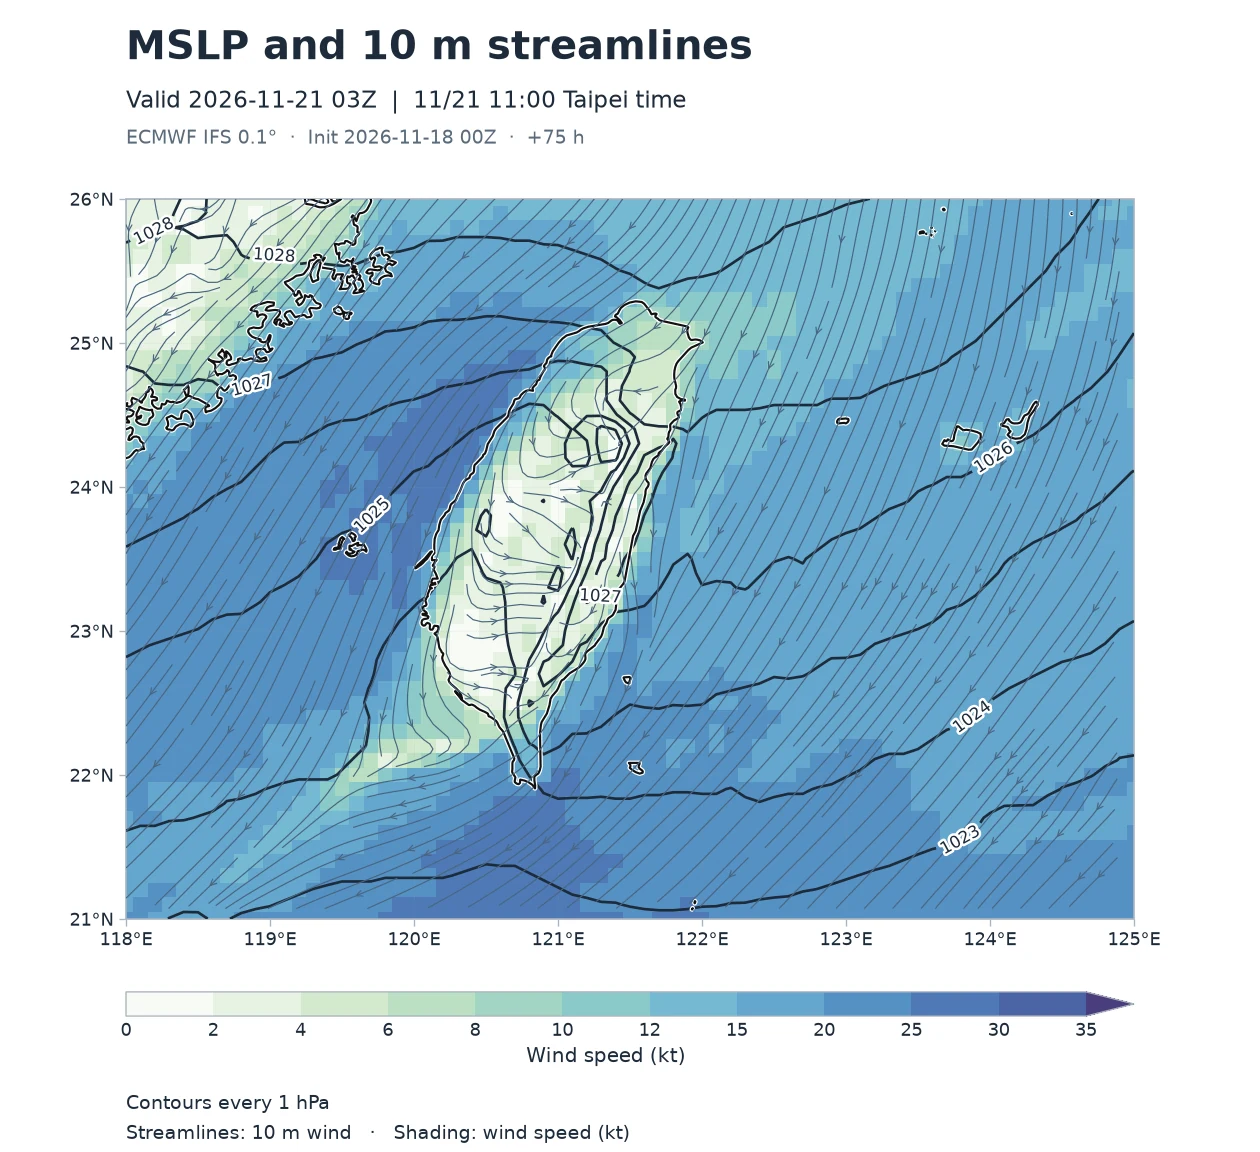 MSLP and 10 m streamlines
Valid 2026-11-21 03Z | 11/21 11:00 Taipei time
ECMWF IFS 0.1° · Init 2026-11-18 00Z · +75 h
26°N
25°N
24°N
23°N
22°N
21°N
1028
1028
1027
1025
1026
1027
1024
1023
118°E 119°E 120°E 121°E 122°E 123°E 124°E 125°E
0 2 4 6 8 10 12 15 20 25 30 35
Wind speed (kt)
Contours every 1 hPa
Streamlines: 10 m wind · Shading: wind speed (kt)